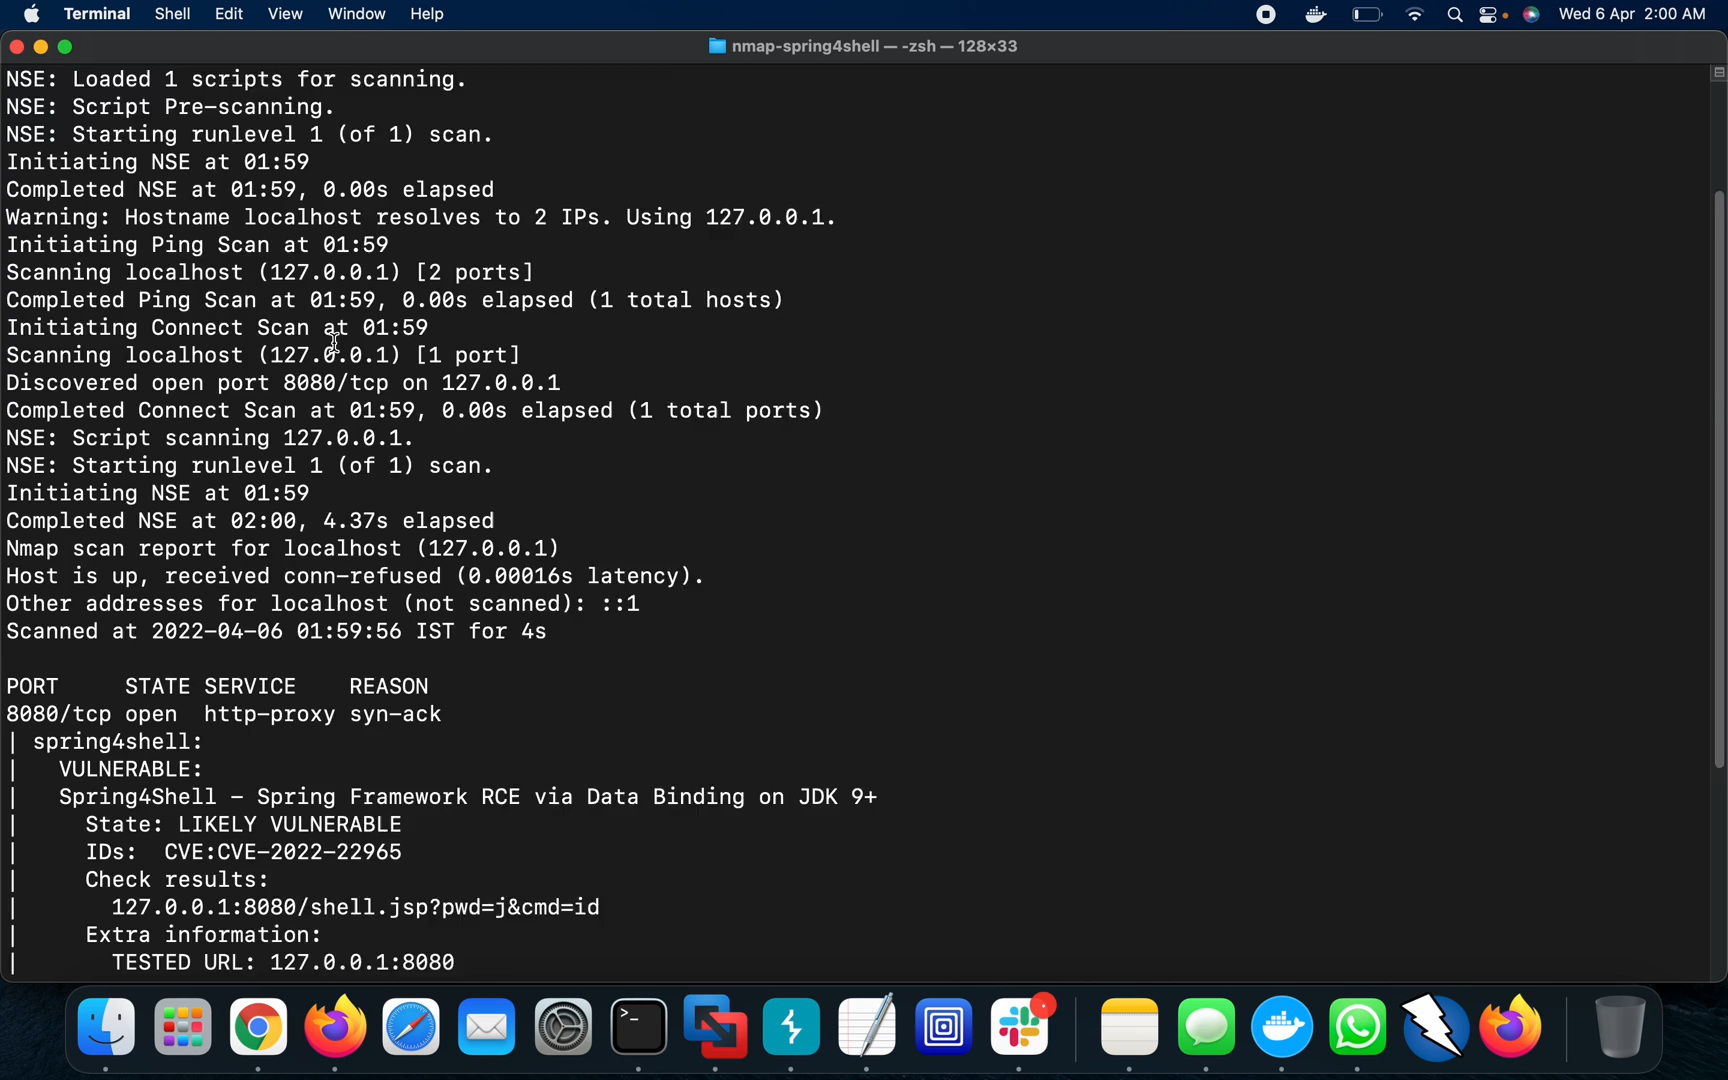 Terminal Shell Edit View Window Help Wed 6 Apr 2:00 AM
nmap-spring4shell — -zsh — 128×33
NSE: Loaded 1 scripts for scanning.
NSE: Script Pre-scanning.
NSE: Starting runlevel 1 (of 1) scan.
Initiating NSE at 01:59
Completed NSE at 01:59, 0.00s elapsed
Warning: Hostname localhost resolves to 2 IPs. Using 127.0.0.1.
Initiating Ping Scan at 01:59
Scanning localhost (127.0.0.1) [2 ports]
Completed Ping Scan at 01:59, 0.00s elapsed (1 total hosts)
Initiating Connect Scan at 01:59
Scanning localhost (127.0.0.1) [1 port]
Discovered open port 8080/tcp on 127.0.0.1
Completed Connect Scan at 01:59, 0.00s elapsed (1 total ports)
NSE: Script scanning 127.0.0.1.
NSE: Starting runlevel 1 (of 1) scan.
Initiating NSE at 01:59
Completed NSE at 02:00, 4.37s elapsed
Nmap scan report for localhost (127.0.0.1)
Host is up, received conn-refused (0.00016s latency).
Other addresses for localhost (not scanned): ::1
Scanned at 2022-04-06 01:59:56 IST for 4s
PORT     STATE SERVICE    REASON
8080/tcp open  http-proxy syn-ack
| spring4shell:
|   VULNERABLE:
|   Spring4Shell - Spring Framework RCE via Data Binding on JDK 9+
|     State: LIKELY VULNERABLE
|     IDs:  CVE:CVE-2022-22965
|     Check results:
|       127.0.0.1:8080/shell.jsp?pwd=j&cmd=id
|     Extra information:
|       TESTED URL: 127.0.0.1:8080